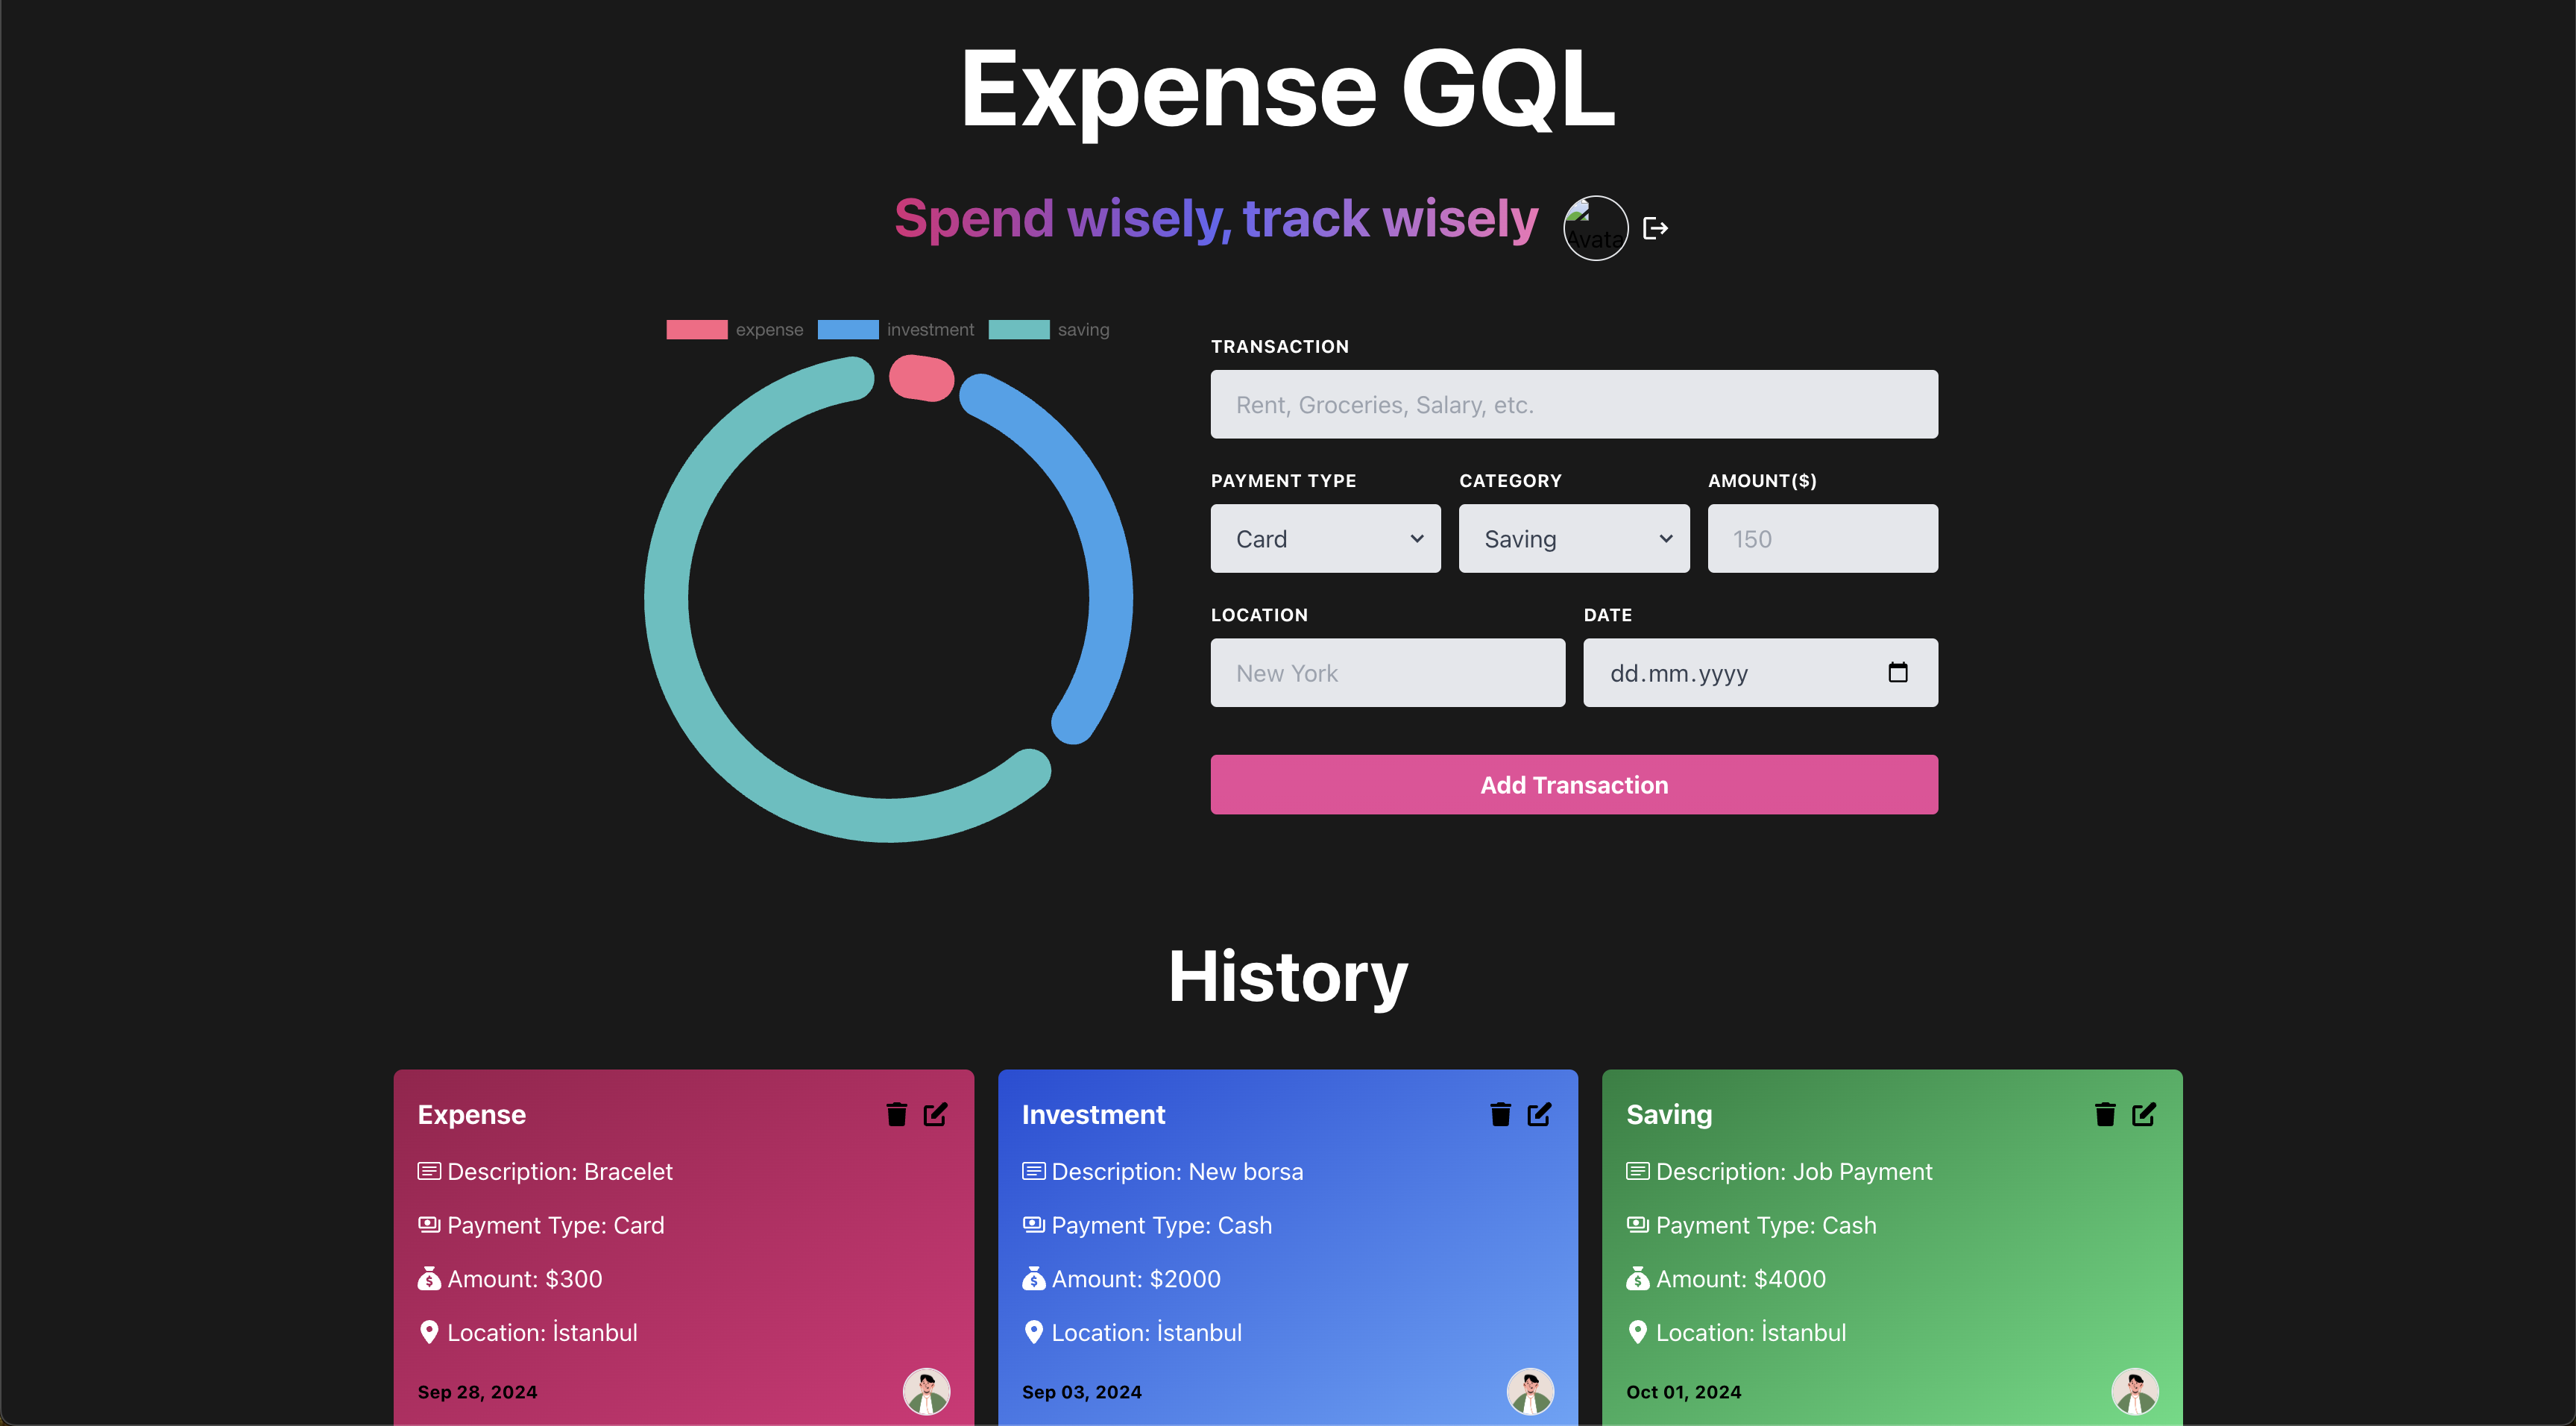 Expense GQL
Spend wisely, track wisely
Avata
expense investment saving
TRANSACTION
Rent, Groceries, Salary, etc.
PAYMENT TYPE CATEGORY AMOUNT($)
Card Saving 150
LOCATION DATE
New York dd.mm.yyyy
Add Transaction
History
Expense
Description: Bracelet
Payment Type: Card
Amount: $300
Location: İstanbul
Sep 28, 2024
Investment
Description: New borsa
Payment Type: Cash
Amount: $2000
Location: İstanbul
Sep 03, 2024
Saving
Description: Job Payment
Payment Type: Cash
Amount: $4000
Location: İstanbul
Oct 01, 2024